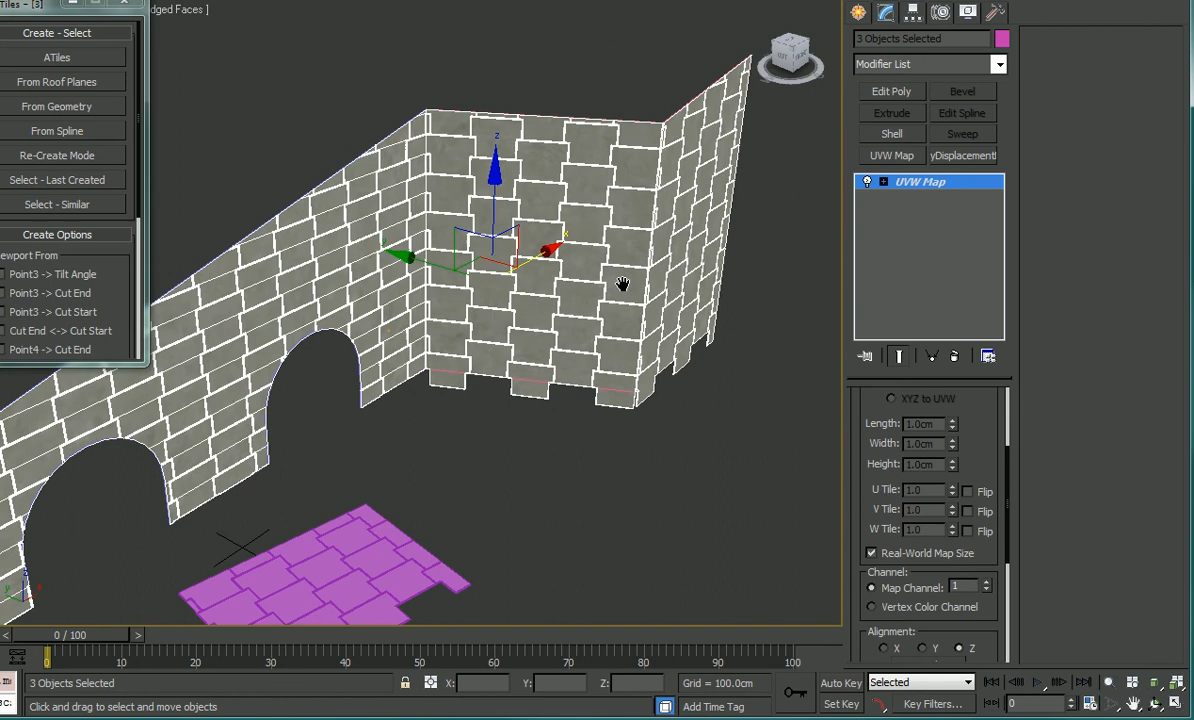 Tiles - [3]
dged Faces ]
Create - Select
ATiles
From Roof Planes
From Geometry
From Spline
Re-Create Mode
Select - Last Created
Select - Similar
Create Options
ewport From
Point3 -> Tilt Angle
Point3 -> Cut End
Point3 -> Cut Start
Cut End <-> Cut Start
Point4 -> Cut End
z
x
3 Objects Selected
Modifier List
Edit Poly
Bevel
Extrude
Edit Spline
Shell
Sweep
UVW Map
yDisplacement
UVW Map
XYZ to UVW
Length: 1.0cm
Width: 1.0cm
Height: 1.0cm
U Tile: 1.0 Flip
V Tile: 1.0 Flip
W Tile: 1.0 Flip
Real-World Map Size
Channel:
Map Channel: 1
Vertex Color Channel
Alignment:
X Y Z
< 0 / 100 >
0 10 20 30 40 50 60 70 80 90 100
3 Objects Selected X: Y: Z: Grid = 100.0cm Auto Key Selected
Click and drag to select and move objects Add Time Tag Set Key Key Filters... 0